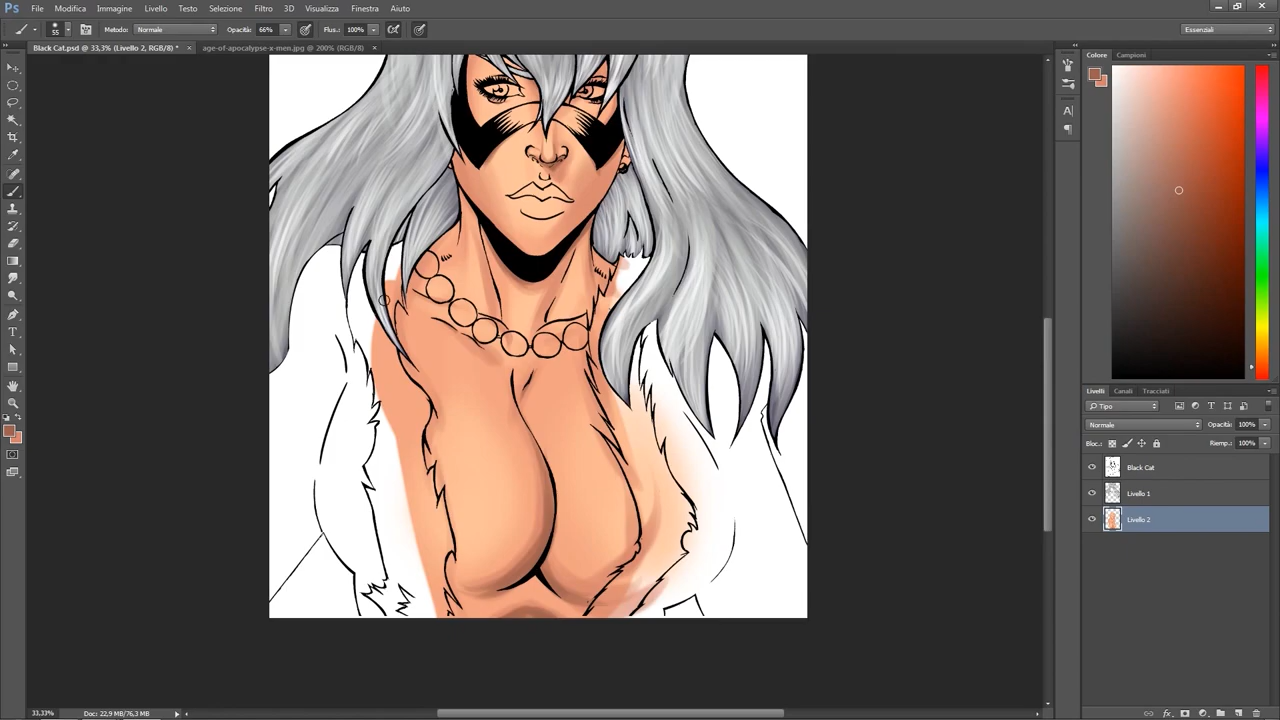 Ps File Modifica Immagine Livello Testo Selezione Filtro 3D Visualizza Finestra Aiuto
55 Metodo: Normale Opacità: 66% Flus.: 100% Essenziali
Black Cat.psd @ 33,3% (Livello 2, RGB/8) * × age-of-apocalypse-x-men.jpg @ 200% (RGB/8) ×
Colore Campioni
A
Livelli Canali Tracciati
Tipo
Normale Opacità: 100%
Bloc.: Riemp.: 100%
Black Cat
Livello 1
Livello 2
33,33% Doc: 22,9 MB/76,3 MB
fx